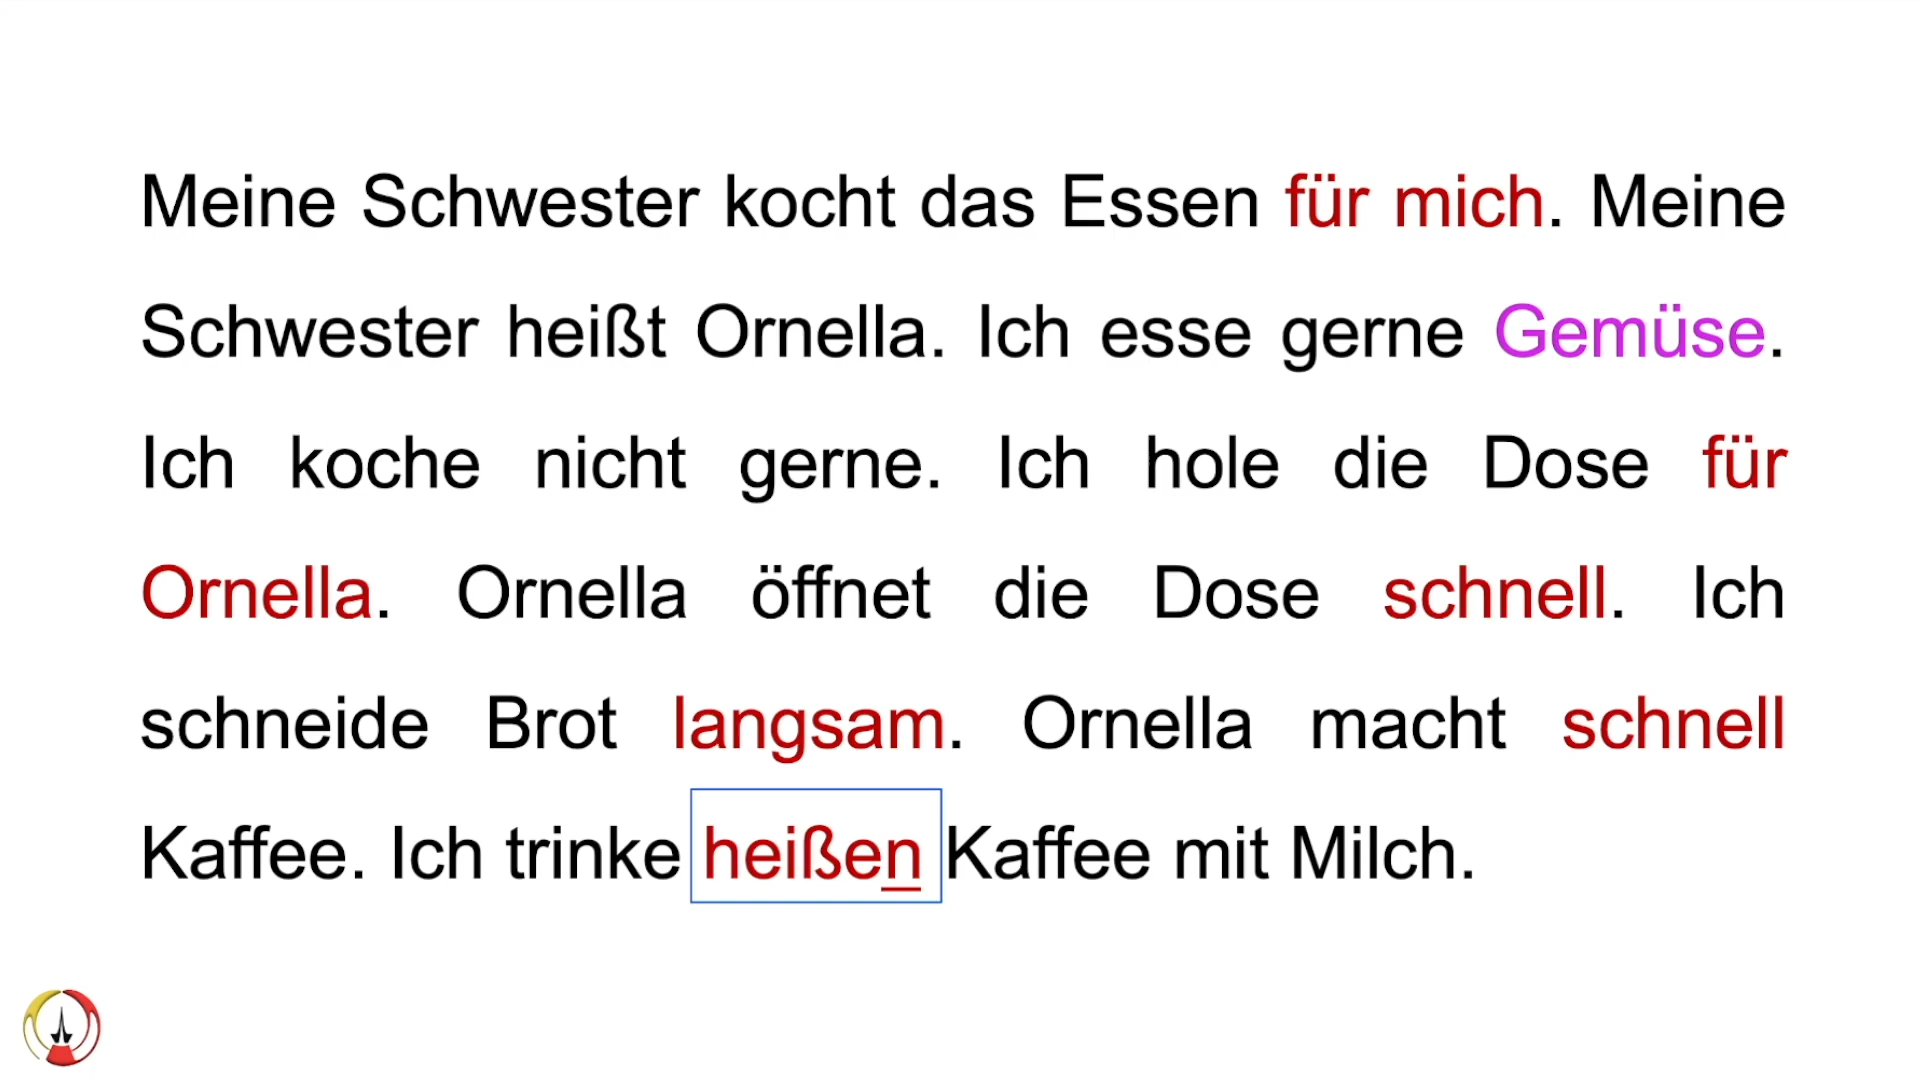 Meine Schwester kocht das Essen für mich. Meine
Schwester heißt Ornella. Ich esse gerne Gemüse.
Ich koche nicht gerne. Ich hole die Dose für
Ornella. Ornella öffnet die Dose schnell. Ich
schneide Brot langsam. Ornella macht schnell
Kaffee. Ich trinke heißen Kaffee mit Milch.